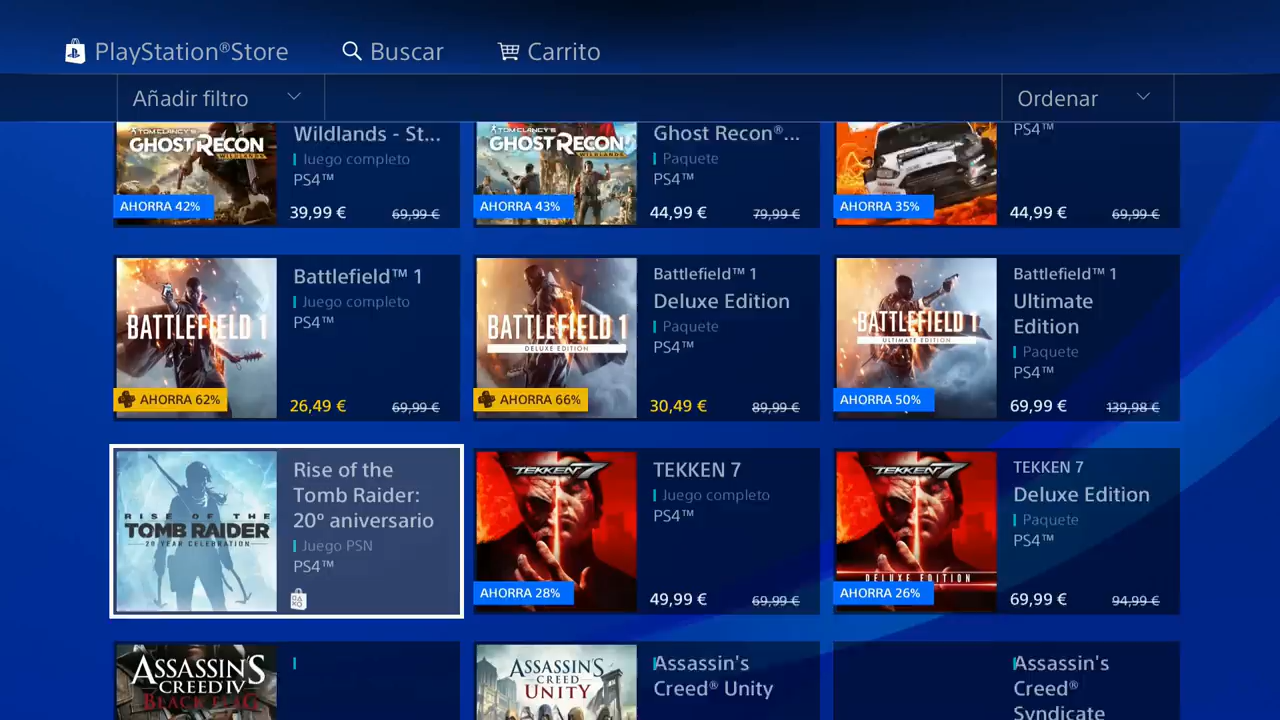 PlayStation®Store
Buscar
Carrito
Añadir filtro
Ordenar
TOM CLANCY'S
GHOST RECON
WILDLANDS
AHORRA 42%
Wildlands - St...
Juego completo
PS4™
39,99 €
69,99 €
TOM CLANCY'S
GHOST RECON
WILDLANDS
AHORRA 43%
Ghost Recon®...
Paquete
PS4™
44,99 €
79,99 €
AHORRA 35%
PS4™
44,99 €
69,99 €
BATTLEFIELD 1
AHORRA 62%
Battlefield™ 1
Juego completo
PS4™
26,49 €
69,99 €
BATTLEFIELD 1
DELUXE EDITION
AHORRA 66%
Battlefield™ 1
Deluxe Edition
Paquete
PS4™
30,49 €
89,99 €
BATTLEFIELD 1
ULTIMATE EDITION
AHORRA 50%
Battlefield™ 1
Ultimate
Edition
Paquete
PS4™
69,99 €
139,98 €
RISE OF THE
TOMB RAIDER
20 YEAR CELEBRATION
Rise of the
Tomb Raider:
20º aniversario
Juego PSN
PS4™
TEKKEN 7
AHORRA 28%
TEKKEN 7
Juego completo
PS4™
49,99 €
69,99 €
TEKKEN 7
DELUXE EDITION
AHORRA 26%
TEKKEN 7
Deluxe Edition
Paquete
PS4™
69,99 €
94,99 €
ASSASSIN'S
CREED IV
BLACK FLAG
ASSASSIN'S
CREED
UNITY
Assassin's
Creed® Unity
Assassin's
Creed®
Syndicate